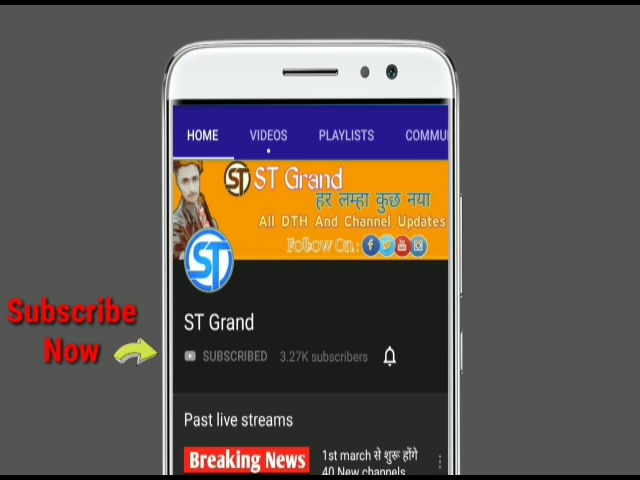 HOME VIDEOS PLAYLISTS COMMU
ST ST Grand
हर लम्हा कुछ नया
All DTH And Channel Updates
Follow On :
ST
ST Grand
SUBSCRIBED 3.27K subscribers
Subscribe
Now
Past live streams
Breaking News
1st march से शुरू होंगे
40 New channels